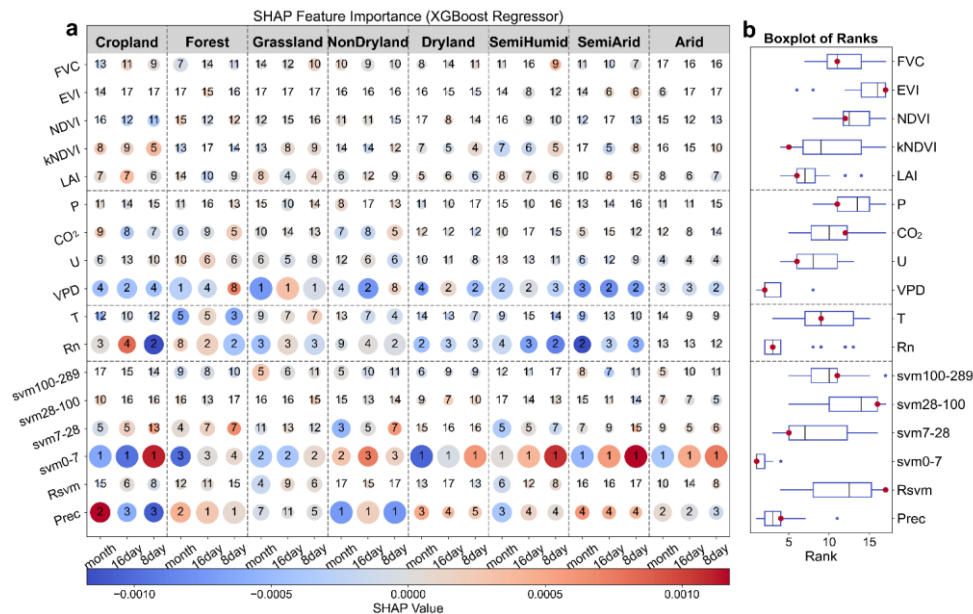 SHAP Feature Importance (XGBoost Regressor)
a
b
Cropland Forest Grassland NonDryland Dryland SemiHumid SemiArid Arid
Boxplot of Ranks
FVC 13 11 9 7 14 11 14 12 10 10 9 10 8 14 11 11 16 9 11 10 7 17 16 16 FVC
EVI 14 17 17 17 15 16 17 17 17 16 16 16 16 11 17 14 8 12 14 6 6 6 17 17 EVI
NDVI 16 12 11 15 12 12 12 15 16 11 11 15 17 8 14 9 12 10 12 17 13 15 12 13 NDVI
kNDVI 8 9 5 13 17 14 13 8 9 14 14 12 7 5 4 7 6 5 17 5 8 16 15 10 kNDVI
LAI 7 7 6 14 10 9 8 4 4 6 12 9 5 6 8 6 7 6 10 8 5 8 6 7 LAI
P 11 14 15 11 16 13 15 10 14 8 17 13 11 10 17 15 10 16 13 14 16 11 11 15 P
CO² 9 8 7 6 9 5 10 14 13 7 8 5 12 12 12 10 17 15 5 15 12 12 8 14 CO₂
U 6 13 10 10 6 6 6 5 8 12 6 6 10 11 9 13 13 11 6 12 9 4 4 4 U
VPD 4 2 4 1 4 8 1 1 1 4 2 8 4 2 2 2 2 3 3 2 2 3 3 2 VPD
T 12 10 12 5 5 3 9 7 7 13 7 4 14 13 7 9 15 14 9 13 10 14 9 9 T
Rn 3 4 2 8 2 2 3 3 3 9 4 2 2 3 3 4 3 2 2 3 3 13 13 12 Rn
svm100-289 17 15 14 9 8 10 5 6 11 5 10 11 6 9 6 12 11 17 8 7 11 5 10 11 svm100-289
svm28-100 10 16 16 16 13 17 16 16 15 15 13 14 9 7 10 17 14 13 15 11 14 7 7 5 svm28-100
svm7-28 5 5 13 4 7 7 11 13 12 3 5 7 15 16 16 5 5 7 7 9 15 9 5 6 svm7-28
svm0-7 1 1 1 3 3 4 2 2 2 2 3 3 1 1 1 1 1 1 1 1 1 1 1 1 svm0-7
Rsvm 15 6 8 12 11 15 4 9 6 17 15 17 13 17 13 8 9 8 16 16 17 10 14 8 Rsvm
Prec 2 3 3 2 1 1 7 11 5 1 1 1 3 4 5 3 4 4 4 4 4 2 2 3 Prec
month 16day 8day month 16day 8day month 16day 8day month 16day 8day month 16day 8day month 16day 8day month 16day 8day month 16day 8day
5 10 15
Rank
−0.0010 −0.0005 0.0000 0.0005 0.0010
SHAP Value